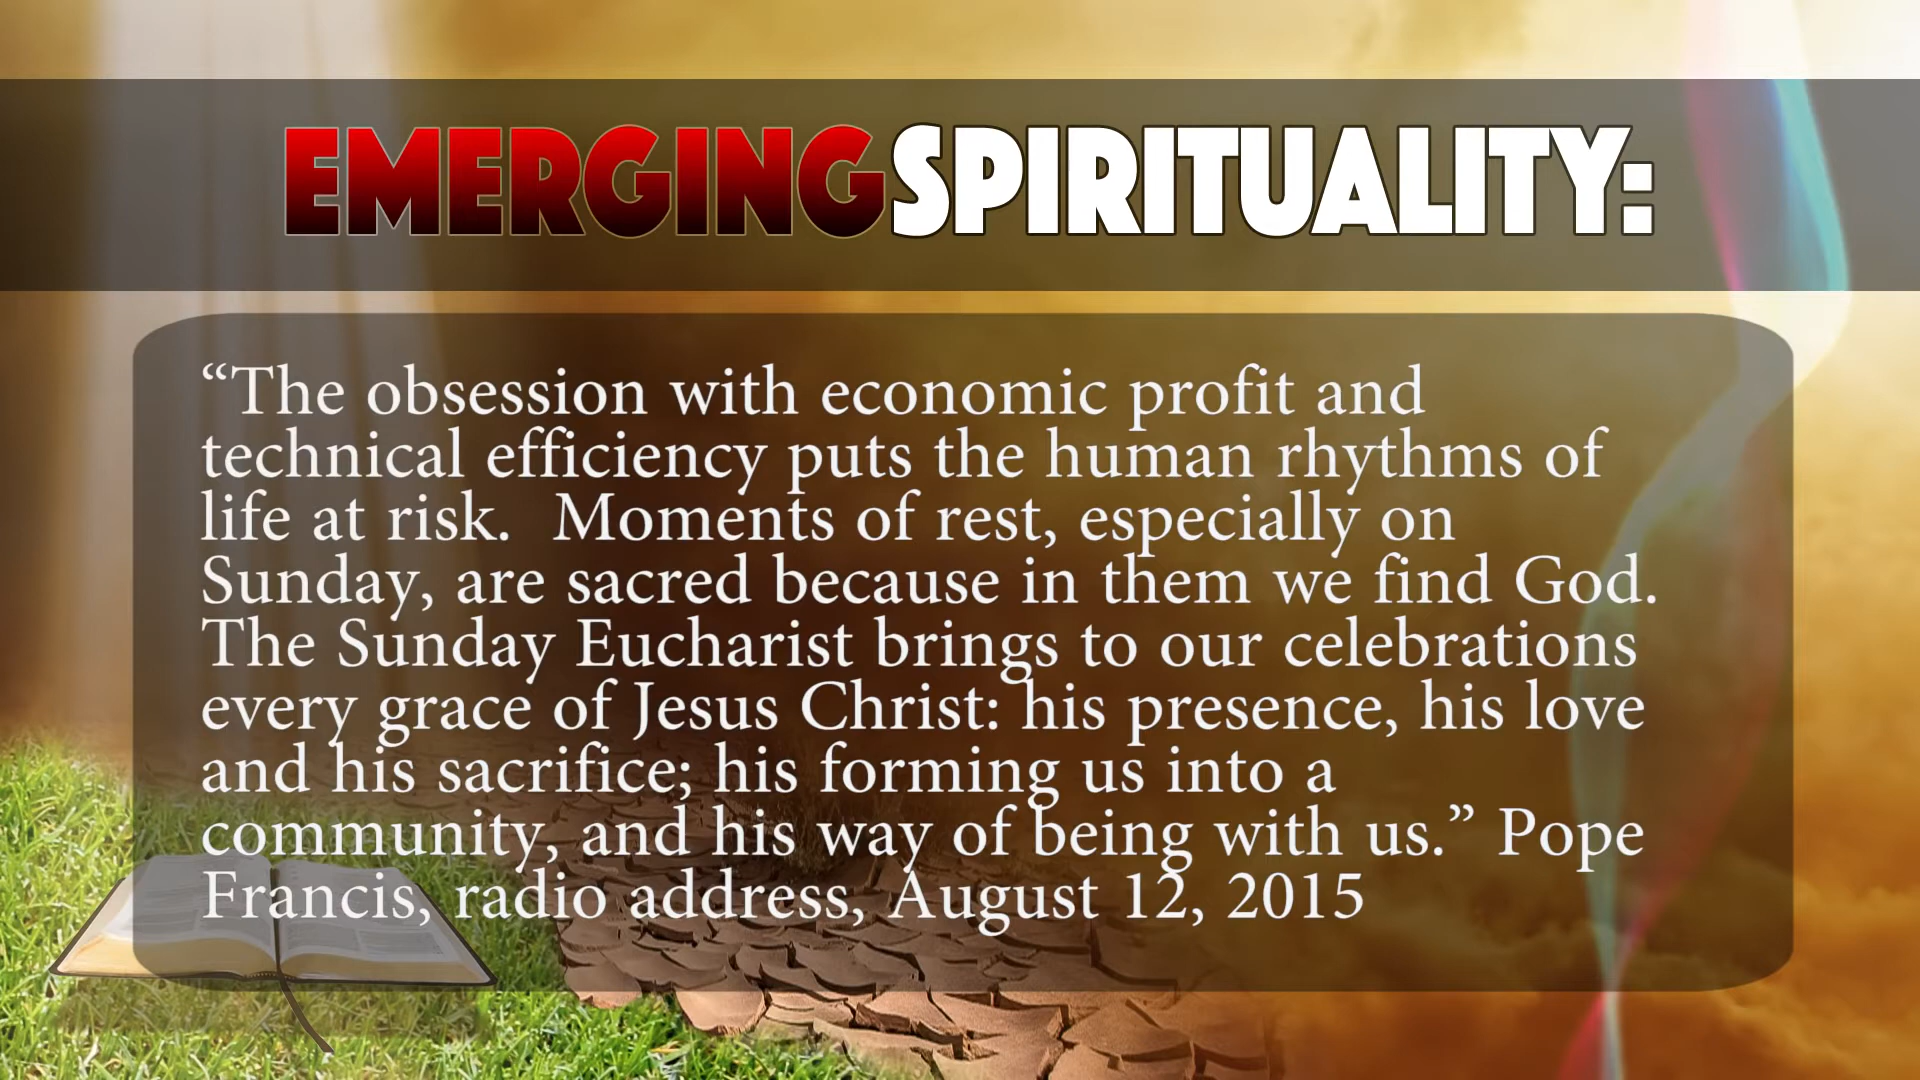 EMERGING SPIRITUALITY:
“The obsession with economic profit and
technical efficiency puts the human rhythms of
life at risk.  Moments of rest, especially on
Sunday, are sacred because in them we find God.
The Sunday Eucharist brings to our celebrations
every grace of Jesus Christ: his presence, his love
and his sacrifice; his forming us into a
community, and his way of being with us.” Pope
Francis, radio address, August 12, 2015